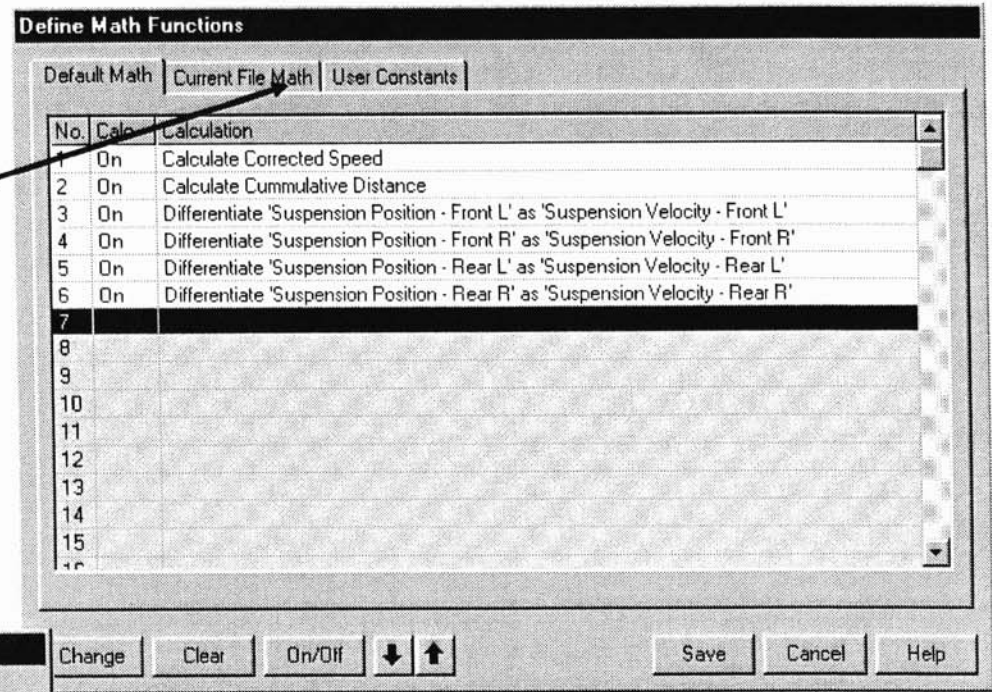 Define Math Functions
Default Math Current File Math User Constants
No. Calc Calculation
1 On Calculate Corrected Speed
2 On Calculate Cummulative Distance
3 On Differentiate 'Suspension Position - Front L' as 'Suspension Velocity - Front L'
4 On Differentiate 'Suspension Position - Front R' as 'Suspension Velocity - Front R'
5 On Differentiate 'Suspension Position - Rear L' as 'Suspension Velocity - Rear L'
6 On Differentiate 'Suspension Position - Rear R' as 'Suspension Velocity - Rear R'
7
8
9
10
11
12
13
14
15
Change Clear On/Off Save Cancel Help